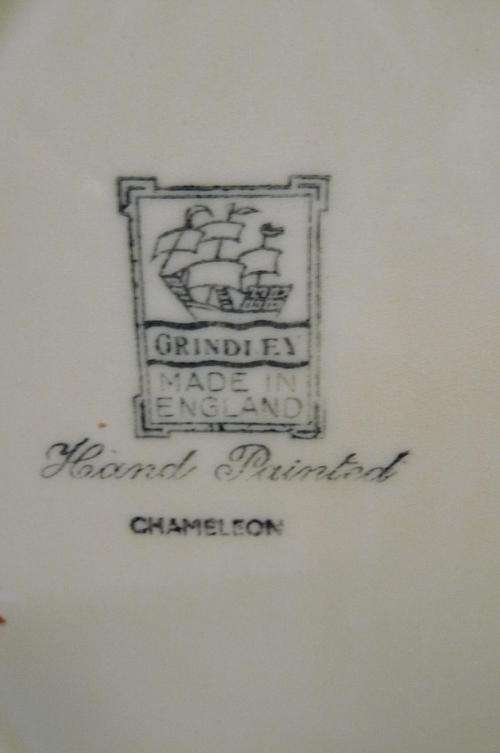 GRINDLEY
MADE IN
ENGLAND
Hand Painted
CHAMELEON